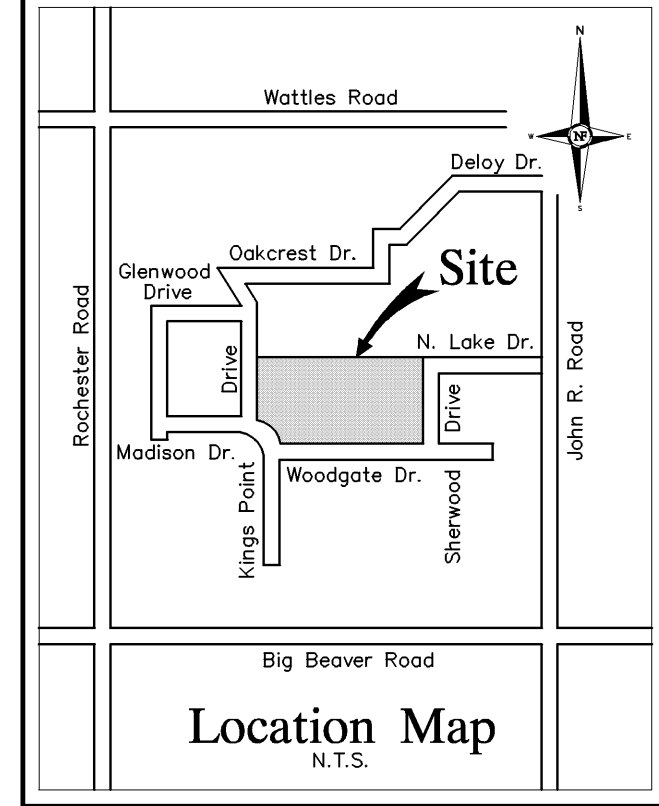 Wattles Road
N
W
NF
E
S
Deloy Dr.
Oakcrest Dr.
Site
Glenwood
Drive
N. Lake Dr.
Rochester Road
Drive
Drive
John R. Road
Madison Dr.
Woodgate Dr.
Kings Point
Sherwood
Big Beaver Road
Location Map
N.T.S.